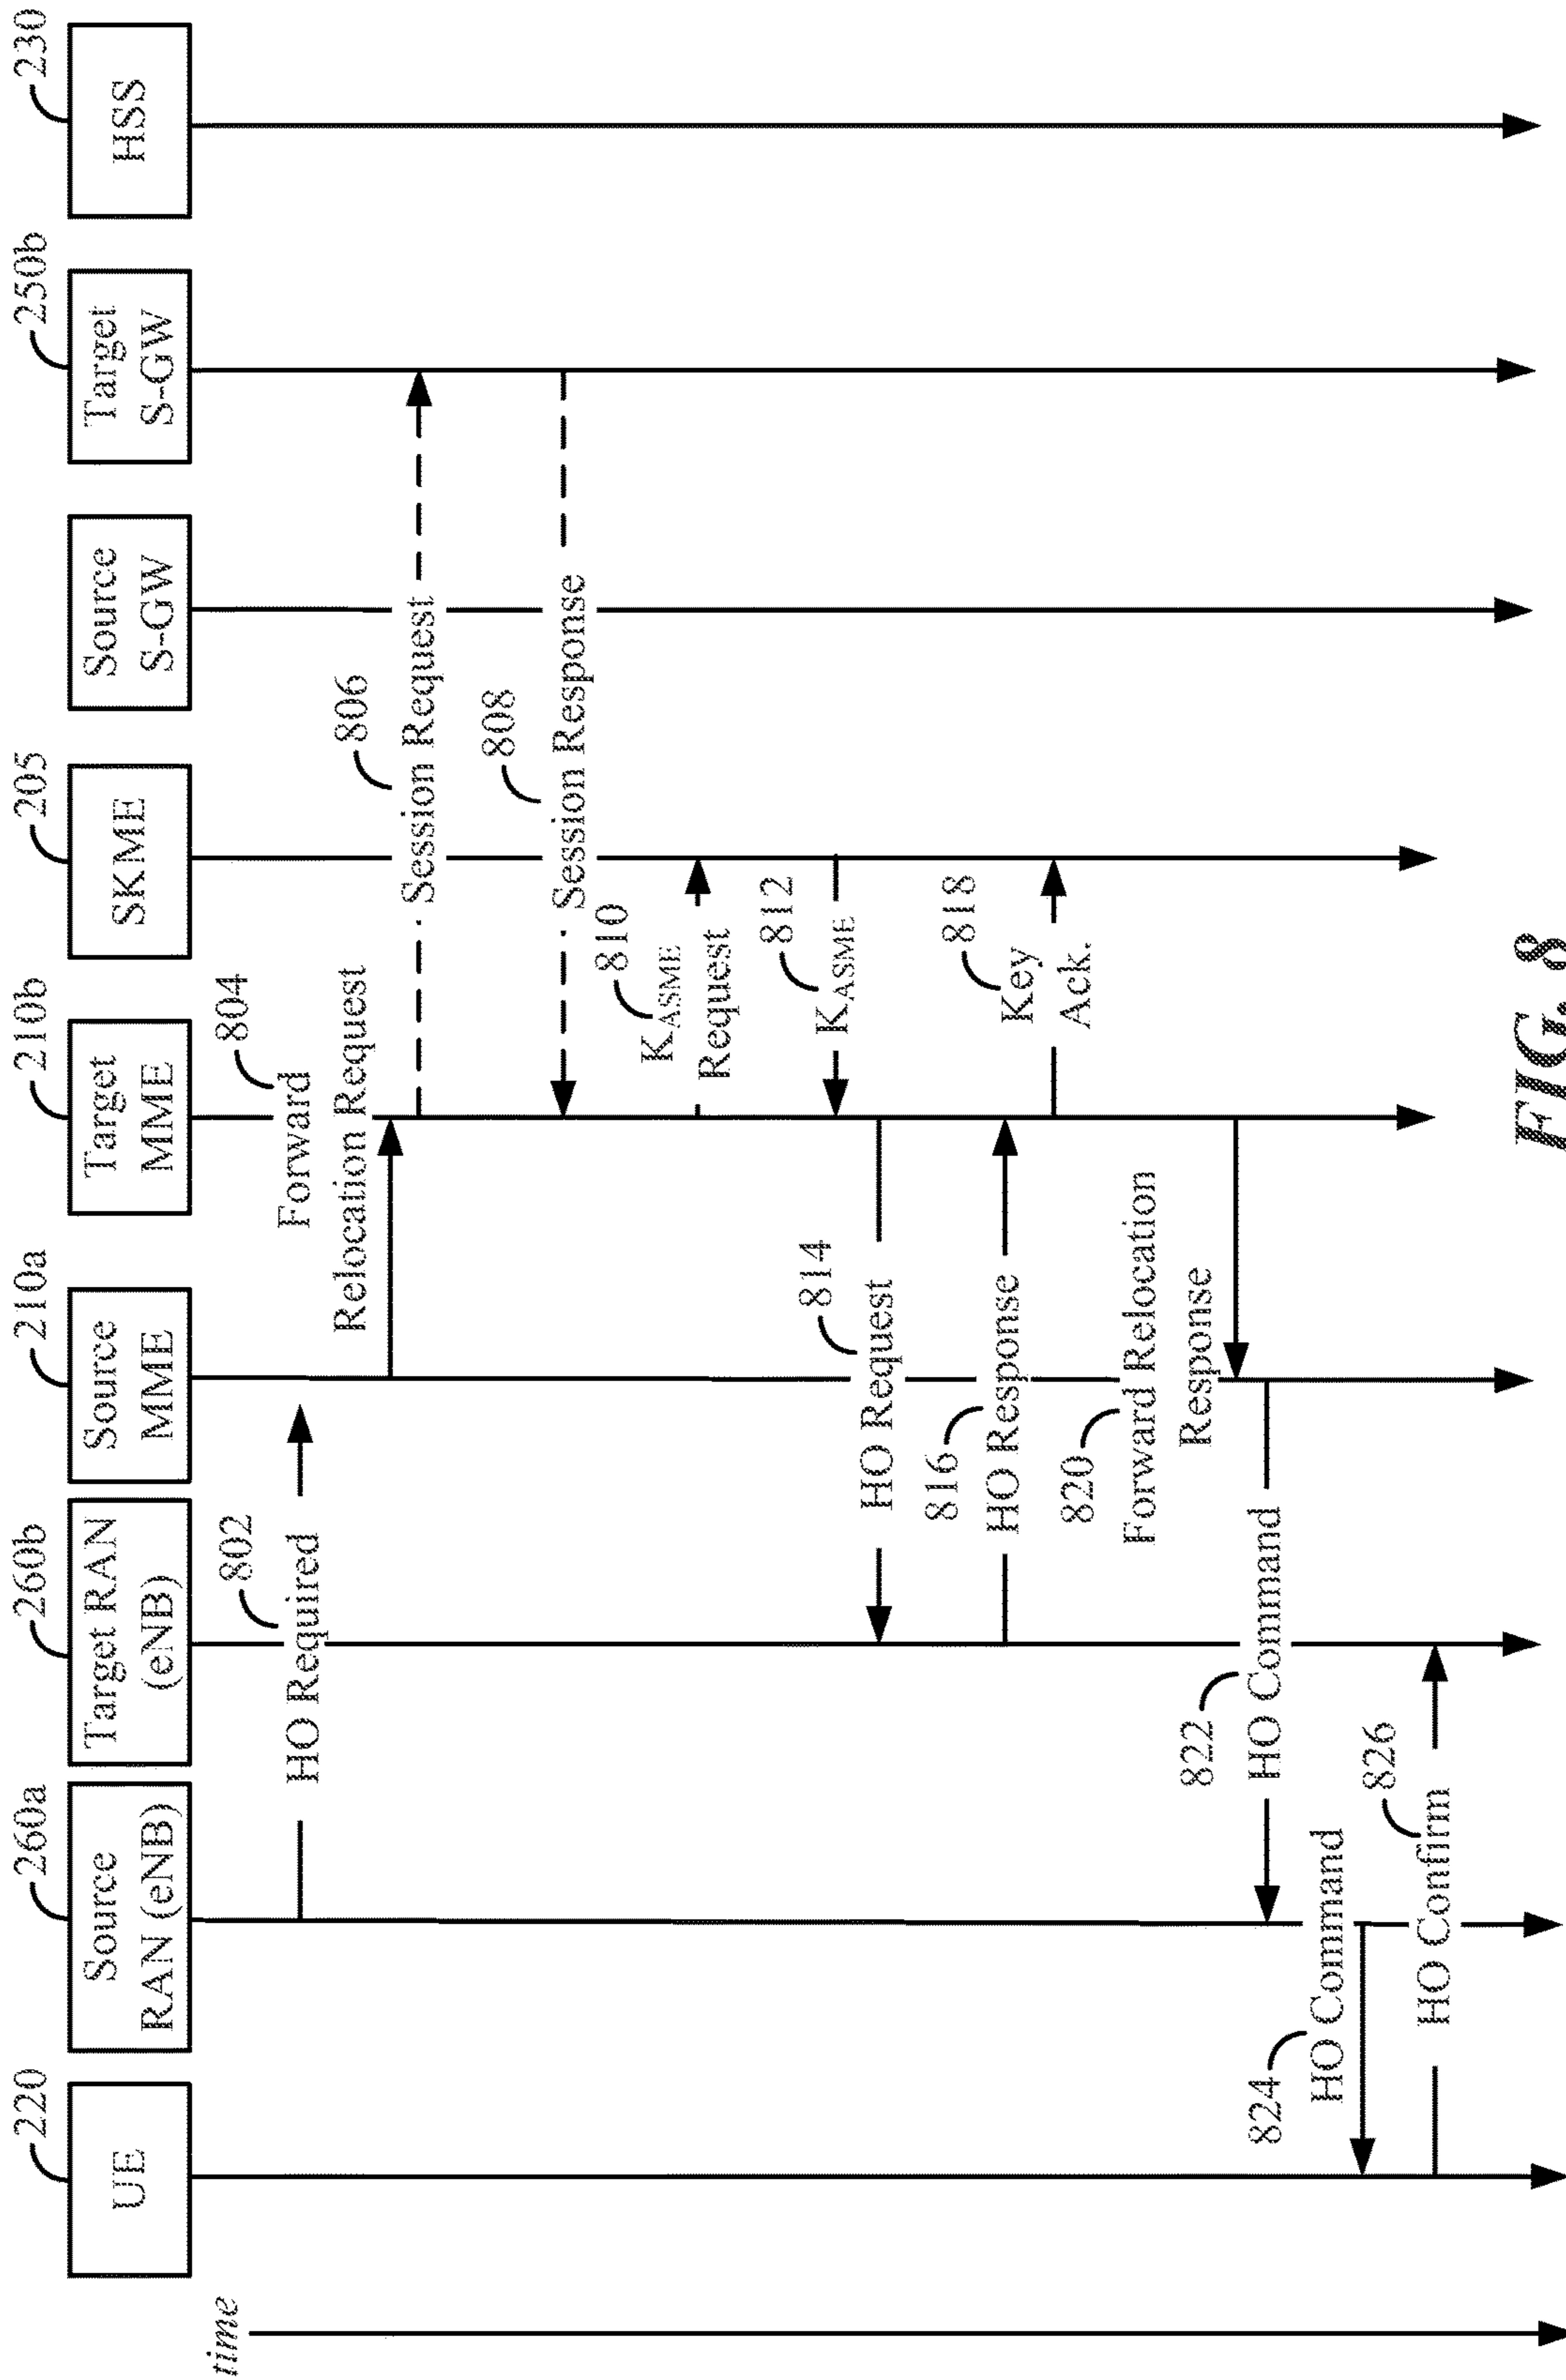 time
220
UE
260a
Source
RAN (eNB)
260b
Target RAN
(eNB)
210a
Source
MME
210b
Target
MME
205
SKME
Source
S-GW
250b
Target
S-GW
230
HSS
802
HO Required
804
Forward
Relocation Request
806
Session Request
808
Session Response
810
KASME
Request
812
KASME
814
HO Request
816
HO Response
818
Key
Ack.
820
Forward Relocation
Response
822
HO Command
824
HO Command
826
HO Confirm
FIG. 8